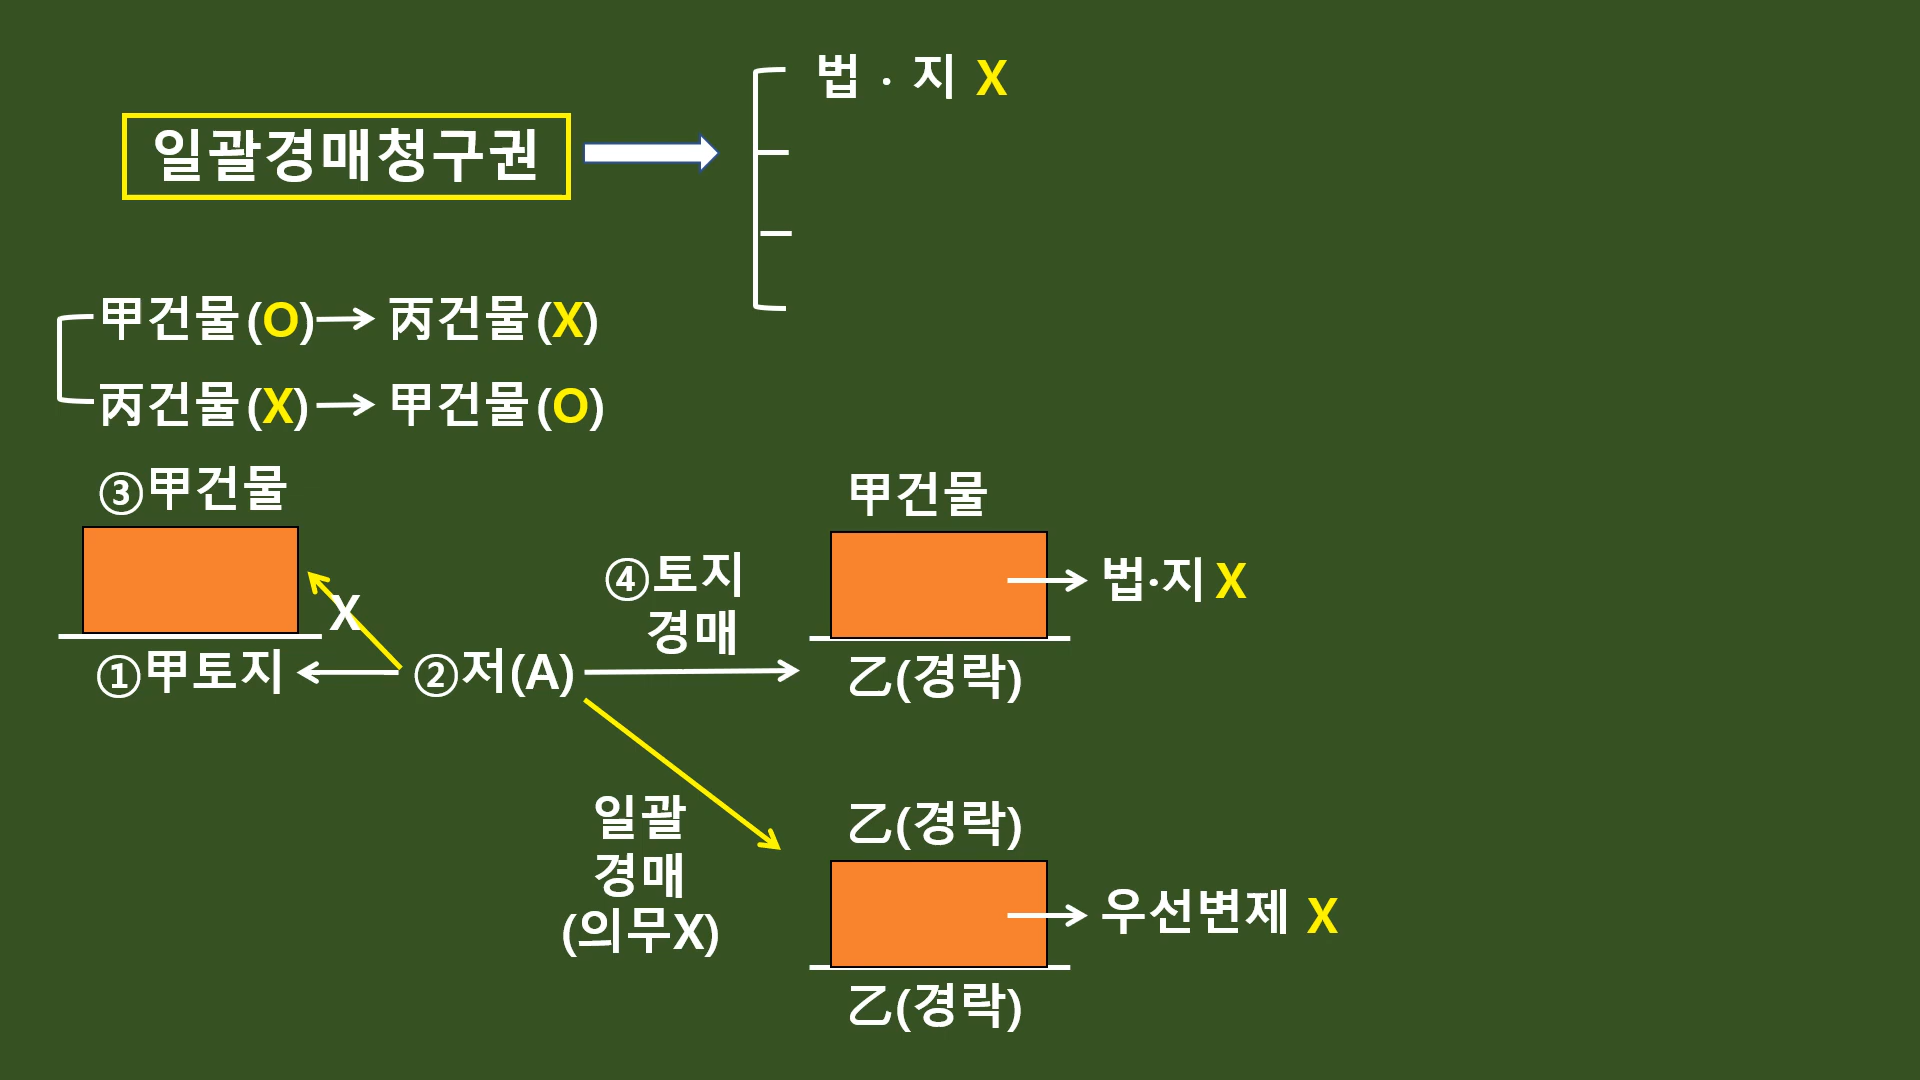 법 · 지 X
일괄경매청구권
甲건물(O) → 丙건물(X)
丙건물(X) → 甲건물(O)
③甲건물
X
①甲토지
②저(A)
④토지
경매
甲건물
법·지 X
乙(경락)
일괄
경매
(의무X)
乙(경락)
우선변제 X
乙(경락)